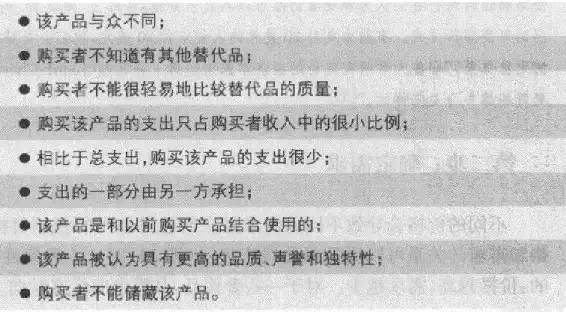 ● 该产品与众不同；
● 购买者不知道有其他替代品；
● 购买者不能很轻易地比较替代品的质量；
● 购买该产品的支出只占购买者收入中的很小比例；
● 相比于总支出,购买该产品的支出很少；
● 支出的一部分由另一方承担；
● 该产品是和以前购买产品结合使用的；
● 该产品被认为具有更高的品质、声誉和独特性；
● 购买者不能储藏该产品。